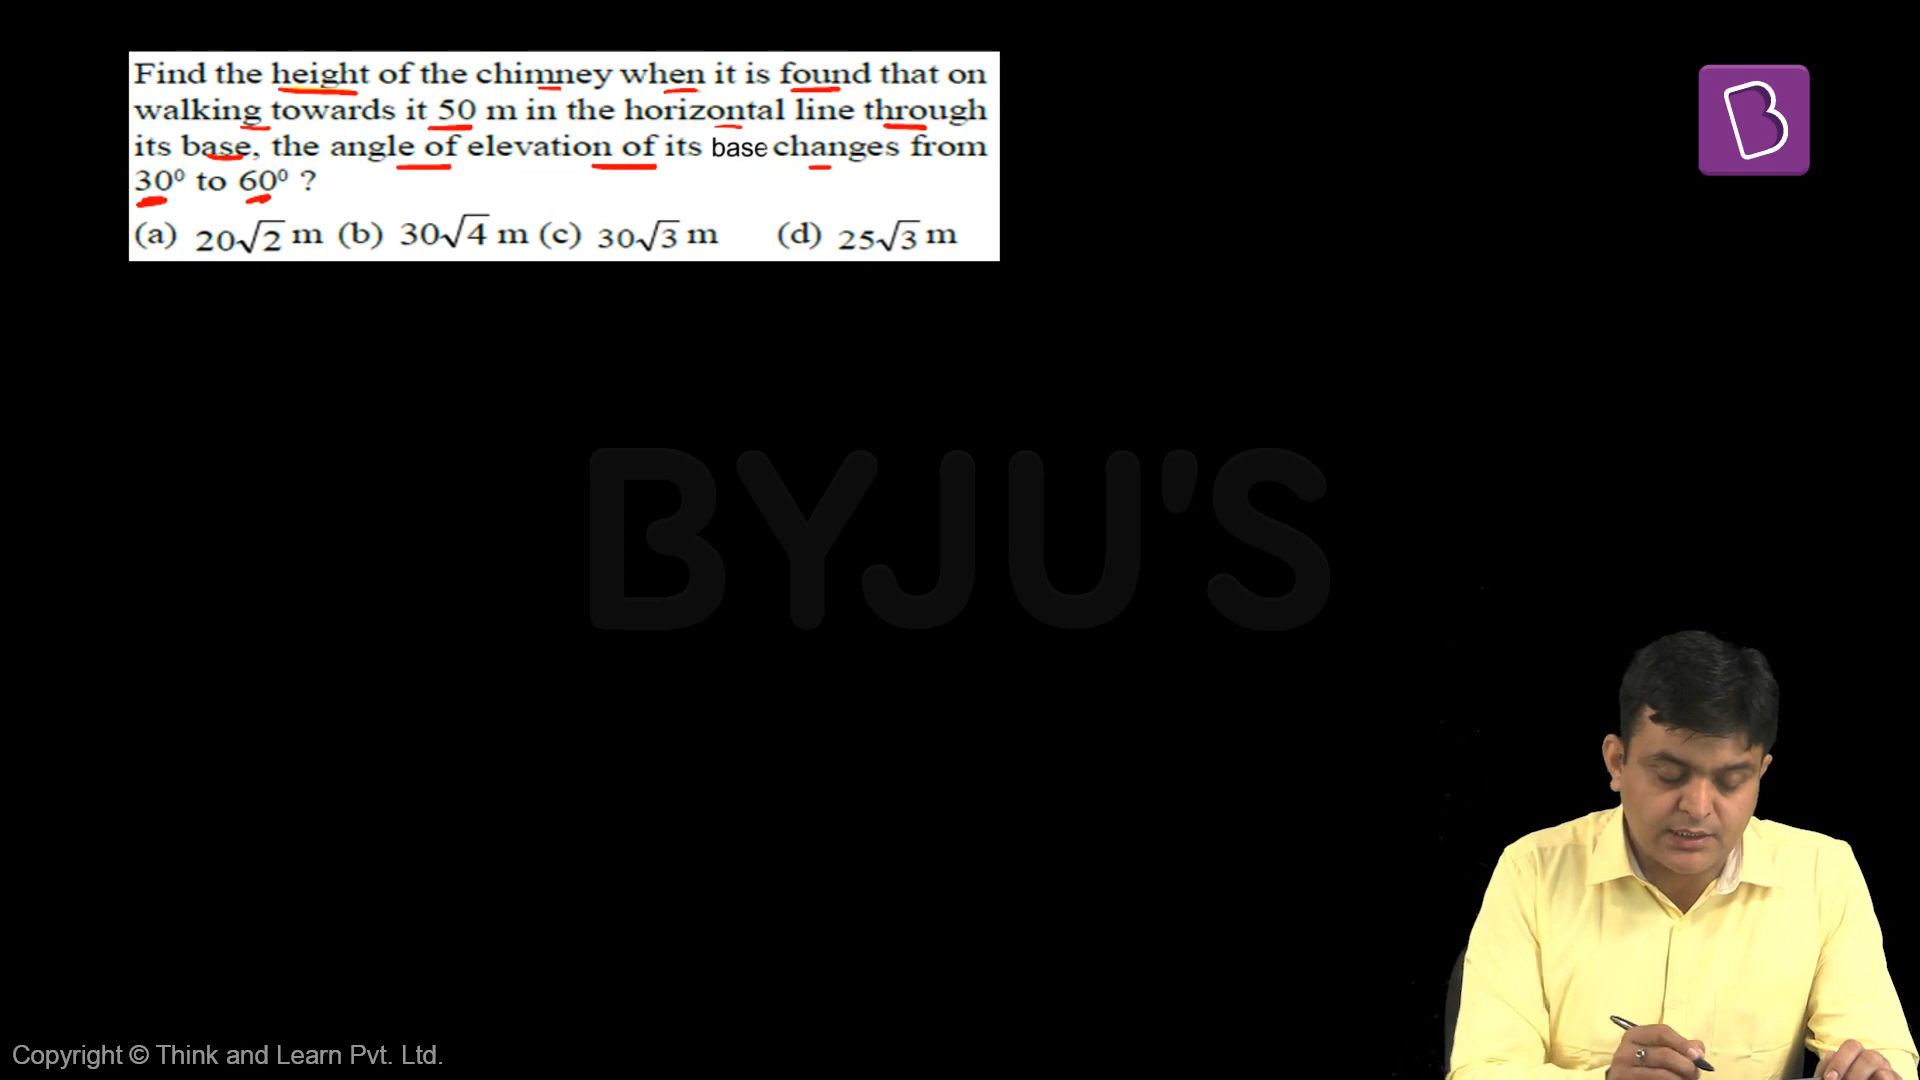 Find the height of the chimney when it is found that on
walking towards it 50 m in the horizontal line through
its base, the angle of elevation of its base changes from
30⁰ to 60⁰ ?
(a) 20√2 m (b) 30√4 m (c) 30√3 m (d) 25√3 m
B
BYJU'S
Copyright © Think and Learn Pvt. Ltd.